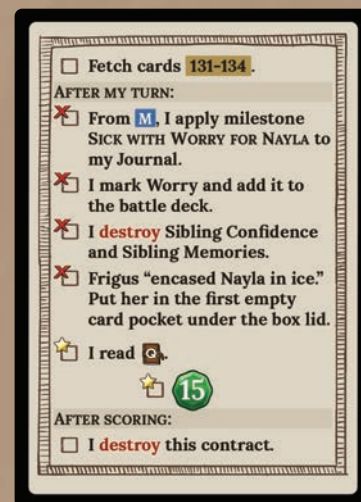 Fetch cards 131-134.
AFTER MY TURN:
From M, I apply milestone
SICK WITH WORRY FOR NAYLA to
my Journal.
I mark Worry and add it to
the battle deck.
I destroy Sibling Confidence
and Sibling Memories.
Frigus “encased Nayla in ice.”
Put her in the first empty
card pocket under the box lid.
I read Q.
15
AFTER SCORING:
I destroy this contract.